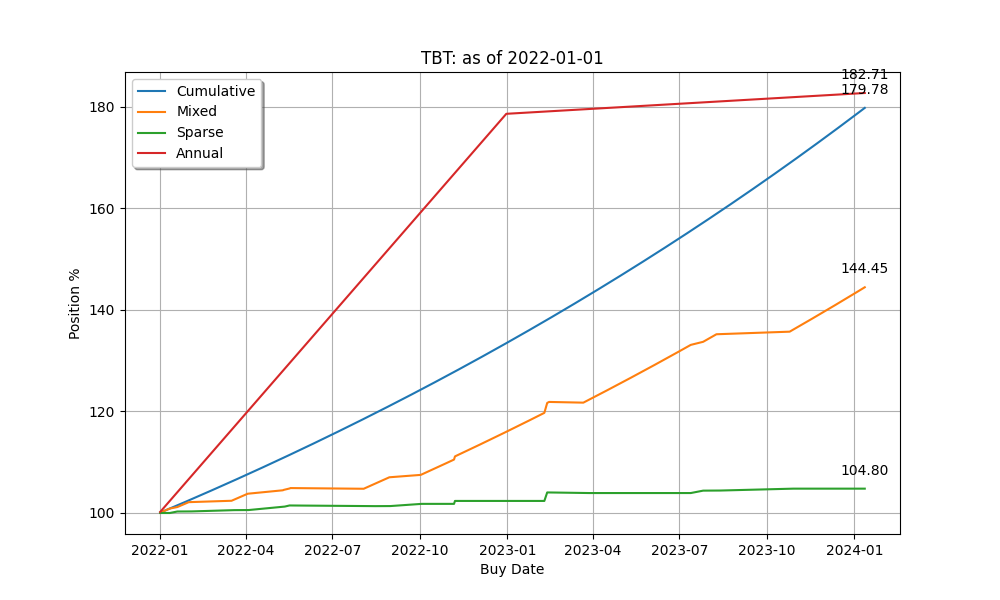 TBT: as of 2022-01-01
182.71
179.78
Cumulative
Mixed
Sparse
Annual
180
160
144.45
140
120
104.80
100
Position %
2022-01 2022-04 2022-07 2022-10 2023-01 2023-04 2023-07 2023-10 2024-01
Buy Date